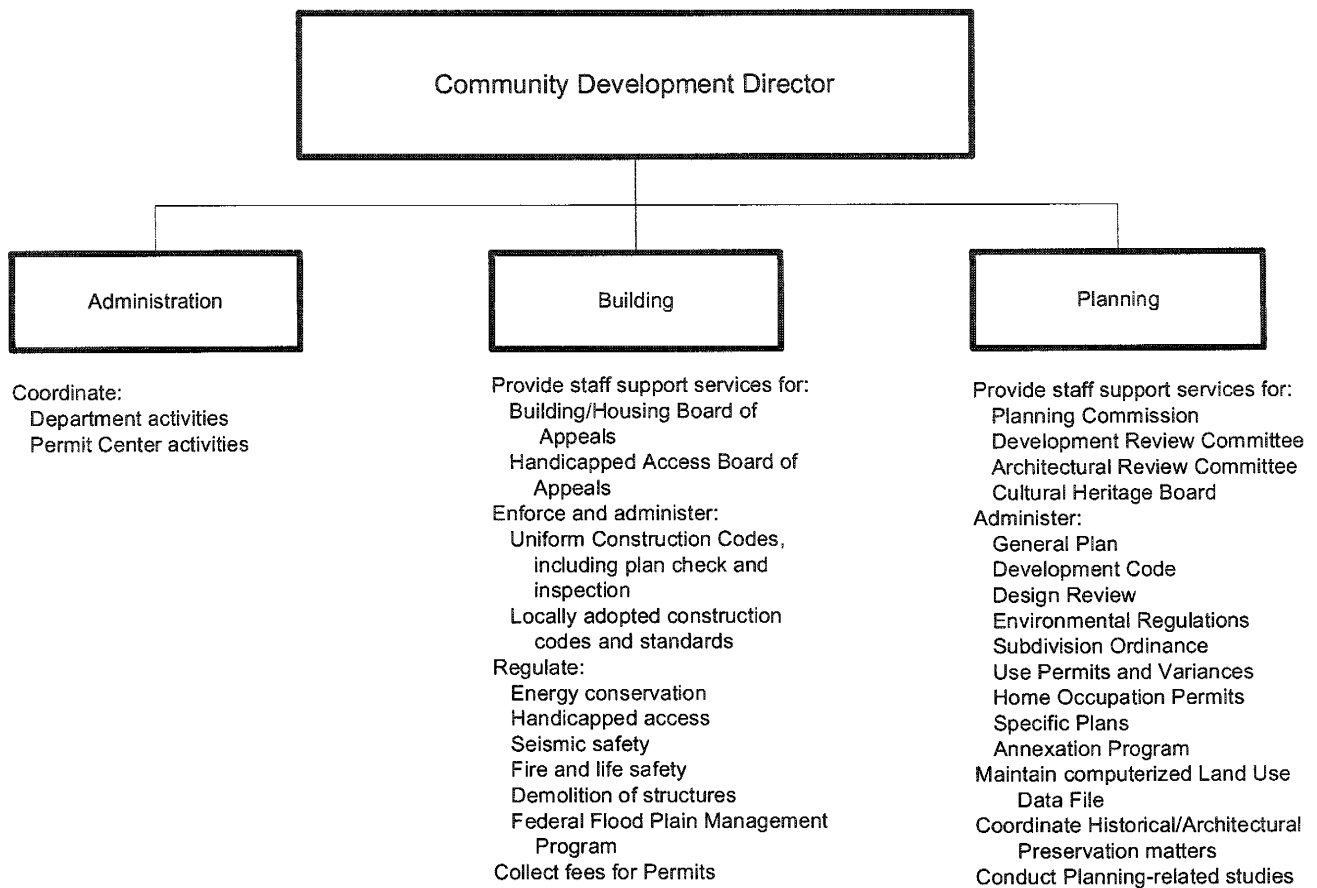 Community Development Director
Administration
Coordinate:
Department activities
Permit Center activities
Building
Provide staff support services for:
Building/Housing Board of
Appeals
Handicapped Access Board of
Appeals
Enforce and administer:
Uniform Construction Codes,
including plan check and
inspection
Locally adopted construction
codes and standards
Regulate:
Energy conservation
Handicapped access
Seismic safety
Fire and life safety
Demolition of structures
Federal Flood Plain Management
Program
Collect fees for Permits
Planning
Provide staff support services for:
Planning Commission
Development Review Committee
Architectural Review Committee
Cultural Heritage Board
Administer:
General Plan
Development Code
Design Review
Environmental Regulations
Subdivision Ordinance
Use Permits and Variances
Home Occupation Permits
Specific Plans
Annexation Program
Maintain computerized Land Use
Data File
Coordinate Historical/Architectural
Preservation matters
Conduct Planning-related studies